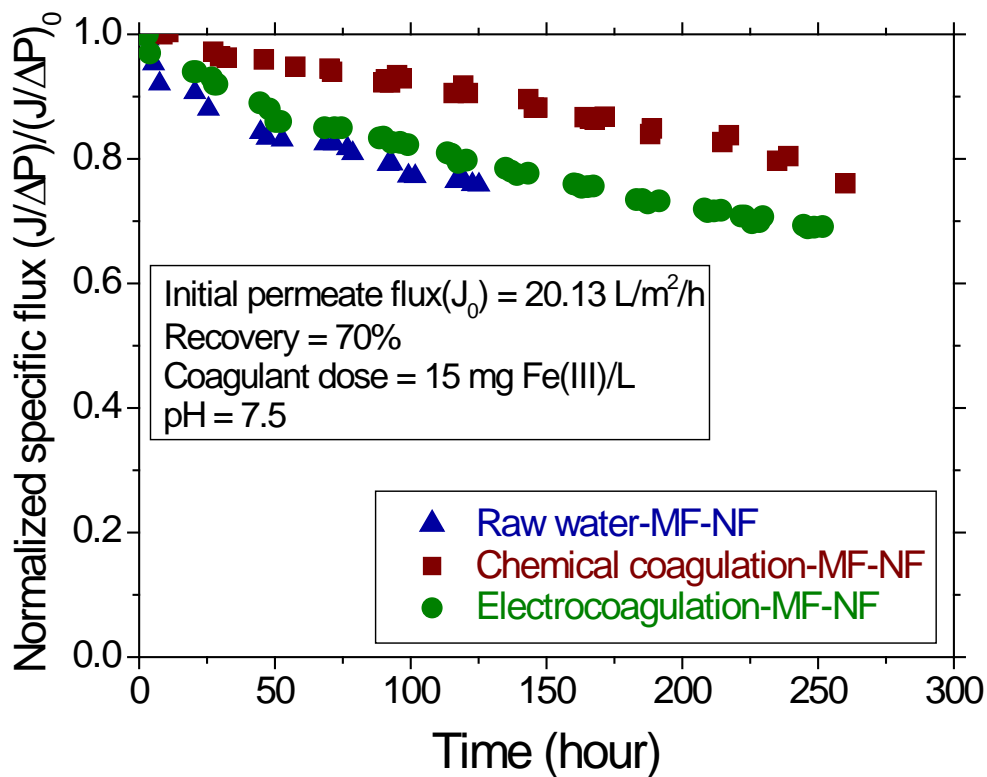 Normalized specific flux (J/ΔP)/(J/ΔP)₀
1.0
0.8
0.6
0.4
0.2
0.0
Initial permeate flux(J₀) = 20.13 L/m²/h
Recovery = 70%
Coagulant dose = 15 mg Fe(III)/L
pH = 7.5
Raw water-MF-NF
Chemical coagulation-MF-NF
Electrocoagulation-MF-NF
0 50 100 150 200 250 300
Time (hour)